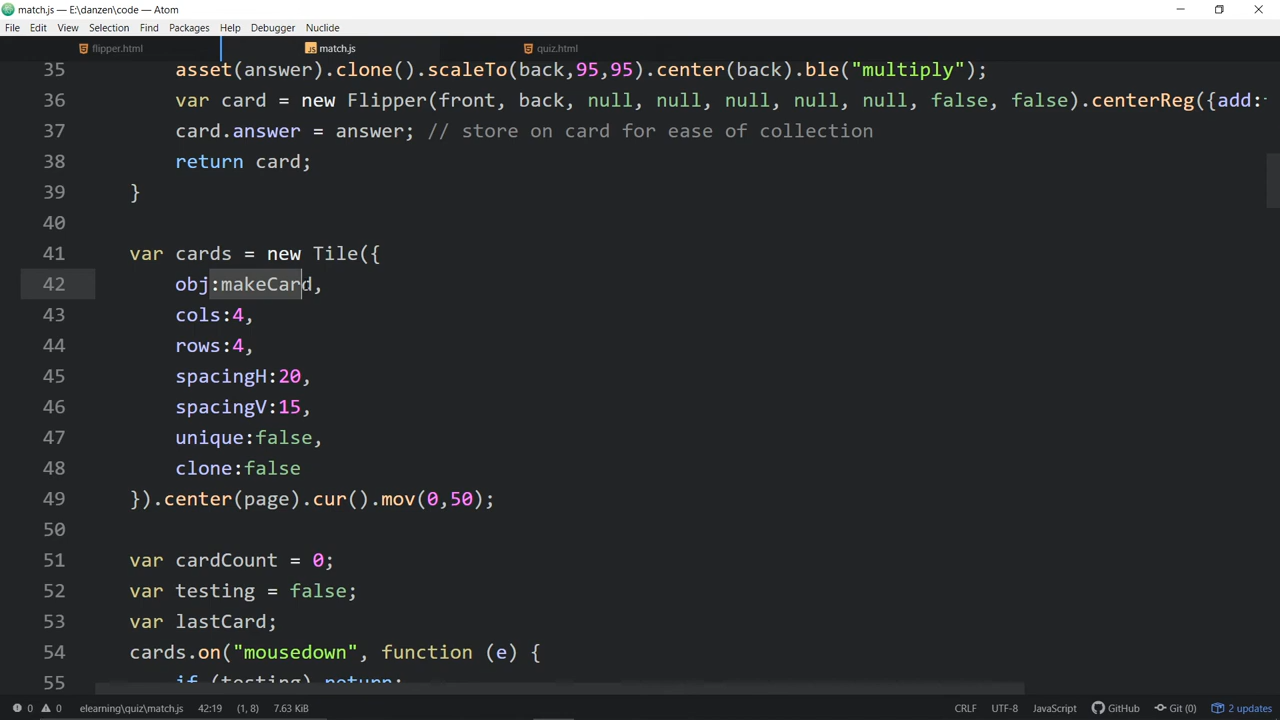 match.js — E:\danzen\code — Atom
File Edit View Selection Find Packages Help Debugger Nuclide
flipper.html match.js quiz.html
35 asset(answer).clone().scaleTo(back,95,95).center(back).ble("multiply");
36 var card = new Flipper(front, back, null, null, null, null, null, false, false).centerReg({add:
37 card.answer = answer; // store on card for ease of collection
38 return card;
39 }
40
41 var cards = new Tile({
42 obj:makeCard,
43 cols:4,
44 rows:4,
45 spacingH:20,
46 spacingV:15,
47 unique:false,
48 clone:false
49 }).center(page).cur().mov(0,50);
50
51 var cardCount = 0;
52 var testing = false;
53 var lastCard;
54 cards.on("mousedown", function (e) {
55 if (testing) return;
0 0 elearning\quiz\match.js 42:19 (1, 8) 7.63 KiB CRLF UTF-8 JavaScript GitHub Git (0) 2 updates